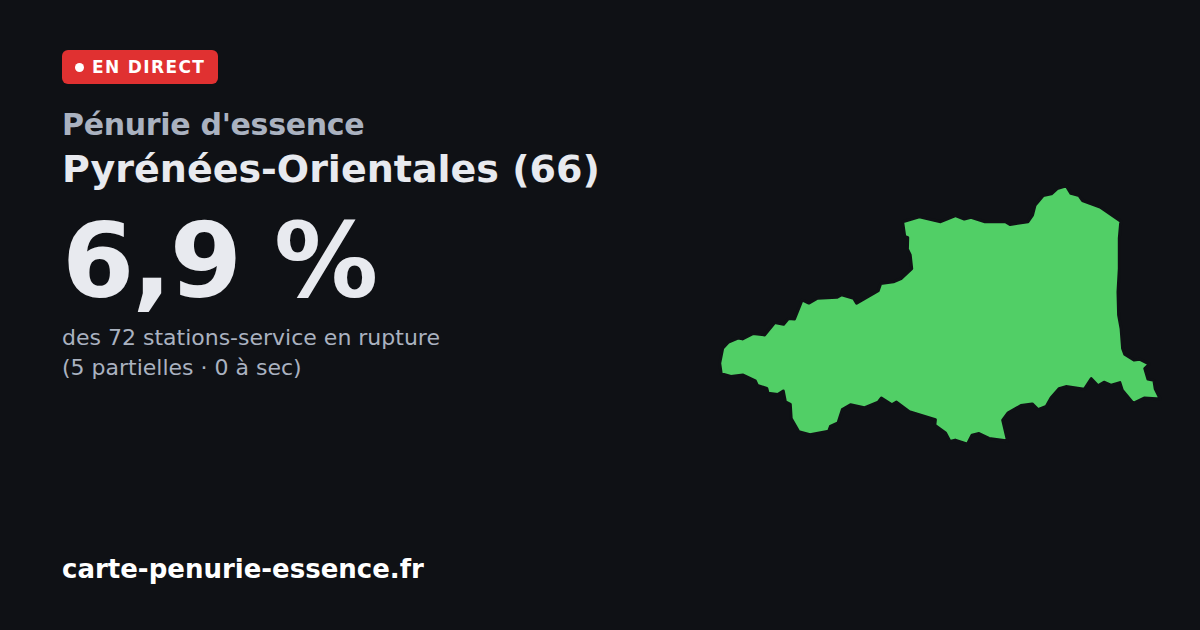 EN DIRECT
Pénurie d'essence
Pyrénées-Orientales (66)
6,9 %
des 72 stations-service en rupture
(5 partielles · 0 à sec)
carte-penurie-essence.fr